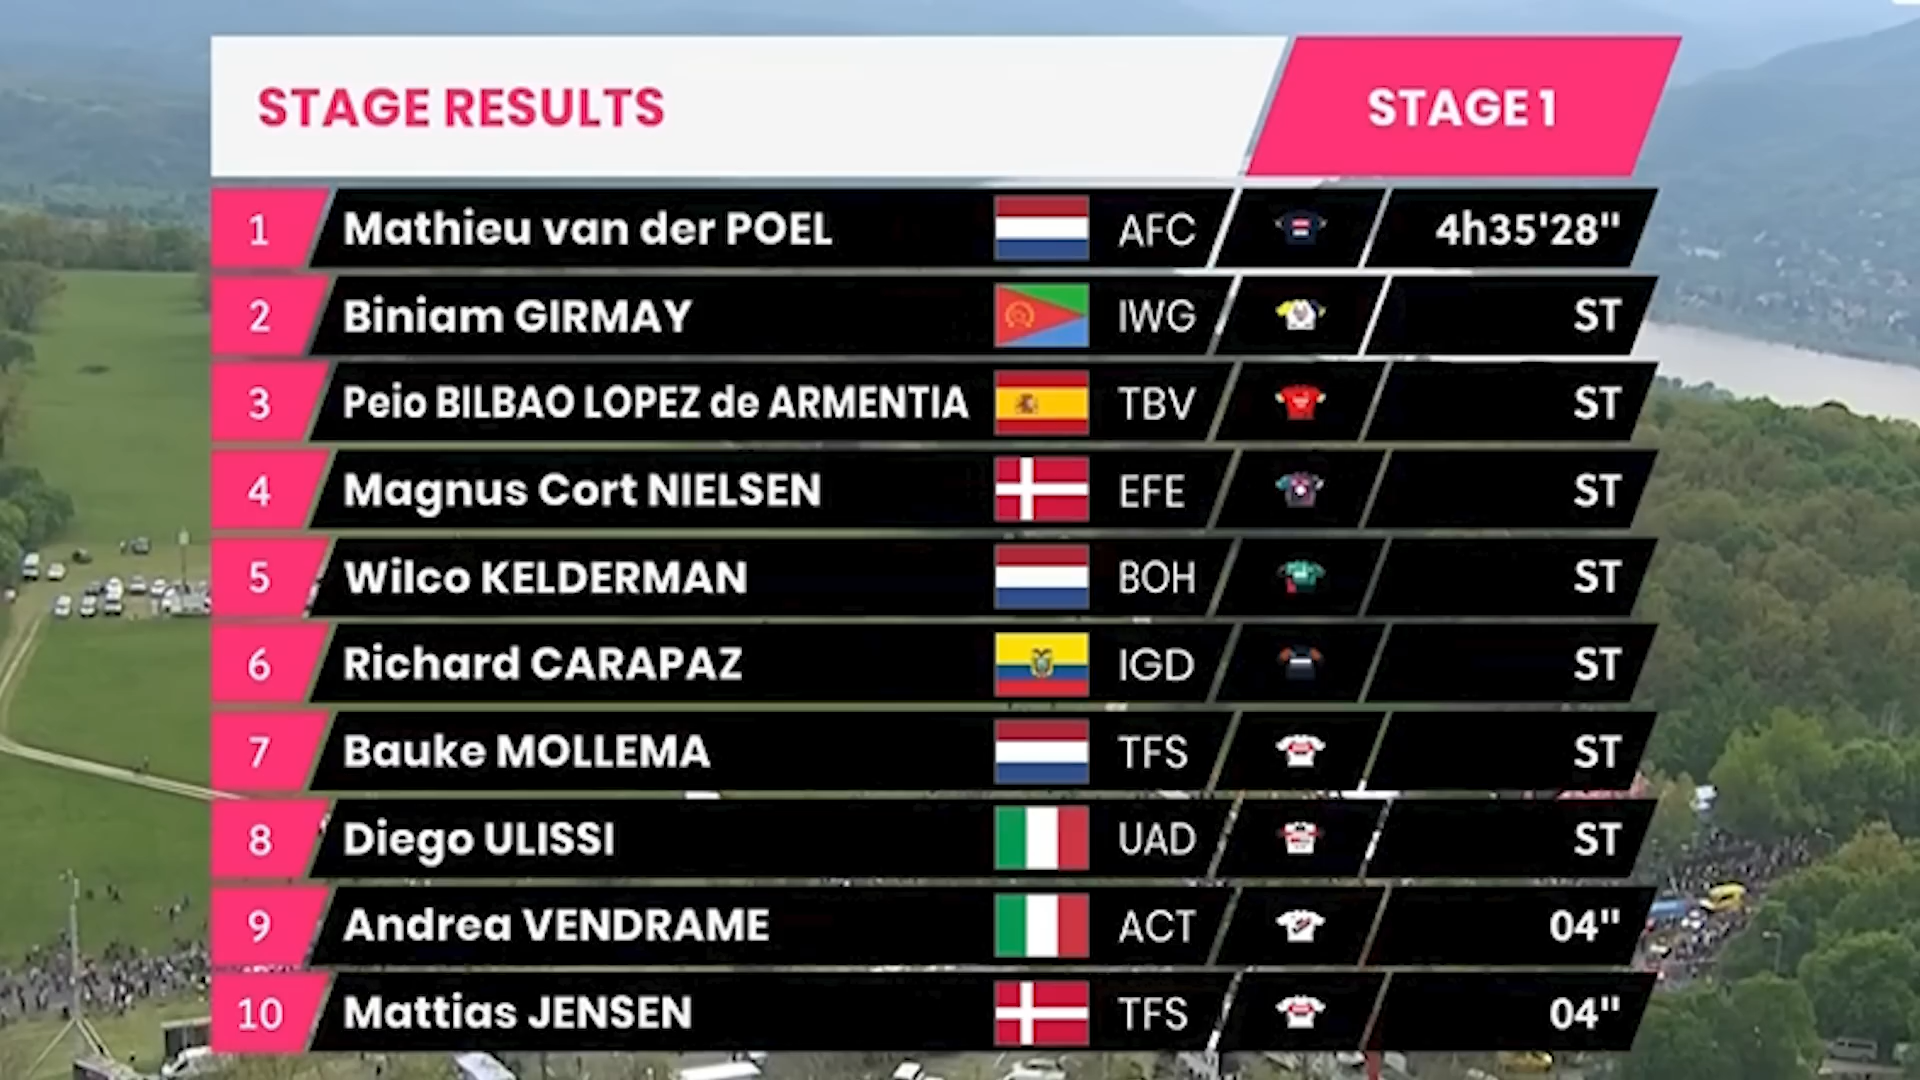 STAGE RESULTS STAGE 1
1 Mathieu van der POEL AFC 4h35'28"
2 Biniam GIRMAY IWG ST
3 Peio BILBAO LOPEZ de ARMENTIA TBV ST
4 Magnus Cort NIELSEN EFE ST
5 Wilco KELDERMAN BOH ST
6 Richard CARAPAZ IGD ST
7 Bauke MOLLEMA TFS ST
8 Diego ULISSI UAD ST
9 Andrea VENDRAME ACT 04"
10 Mattias JENSEN TFS 04"